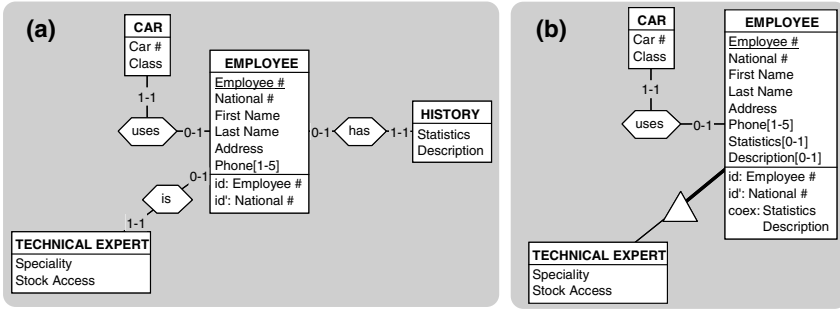 (a)
CAR
Car #
Class
1-1
uses
0-1
EMPLOYEE
Employee #
National #
First Name
Last Name
Address
Phone[1-5]
id: Employee #
id': National #
0-1
has
1-1
HISTORY
Statistics
Description
0-1
is
1-1
TECHNICAL EXPERT
Speciality
Stock Access
(b)
CAR
Car #
Class
1-1
uses
0-1
EMPLOYEE
Employee #
National #
First Name
Last Name
Address
Phone[1-5]
Statistics[0-1]
Description[0-1]
id: Employee #
id': National #
coex: Statistics
Description
TECHNICAL EXPERT
Speciality
Stock Access